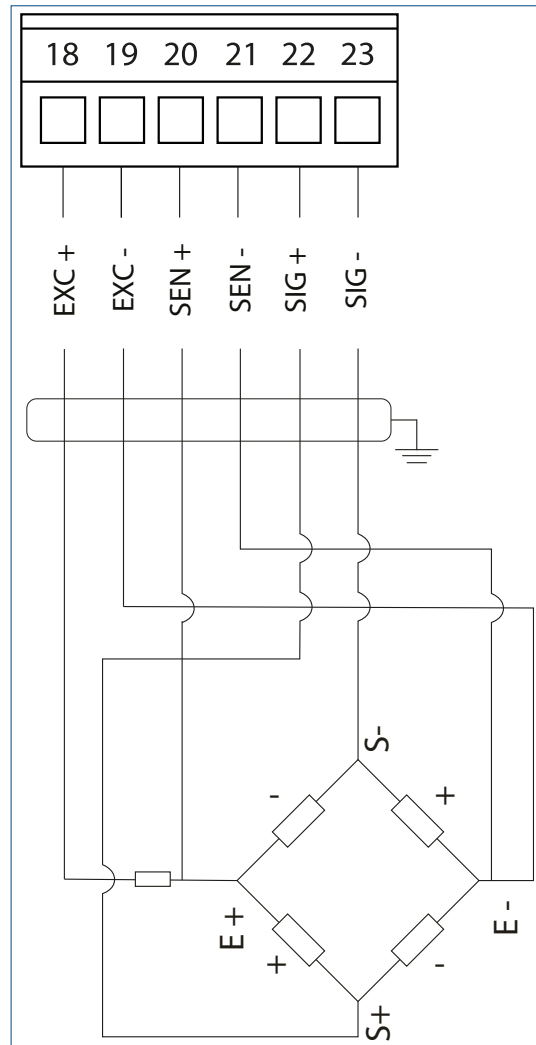 18 19 20 21 22 23
EXC +
EXC -
SEN +
SEN -
SIG +
SIG -
S-
-
+
E +
E -
+
-
S+